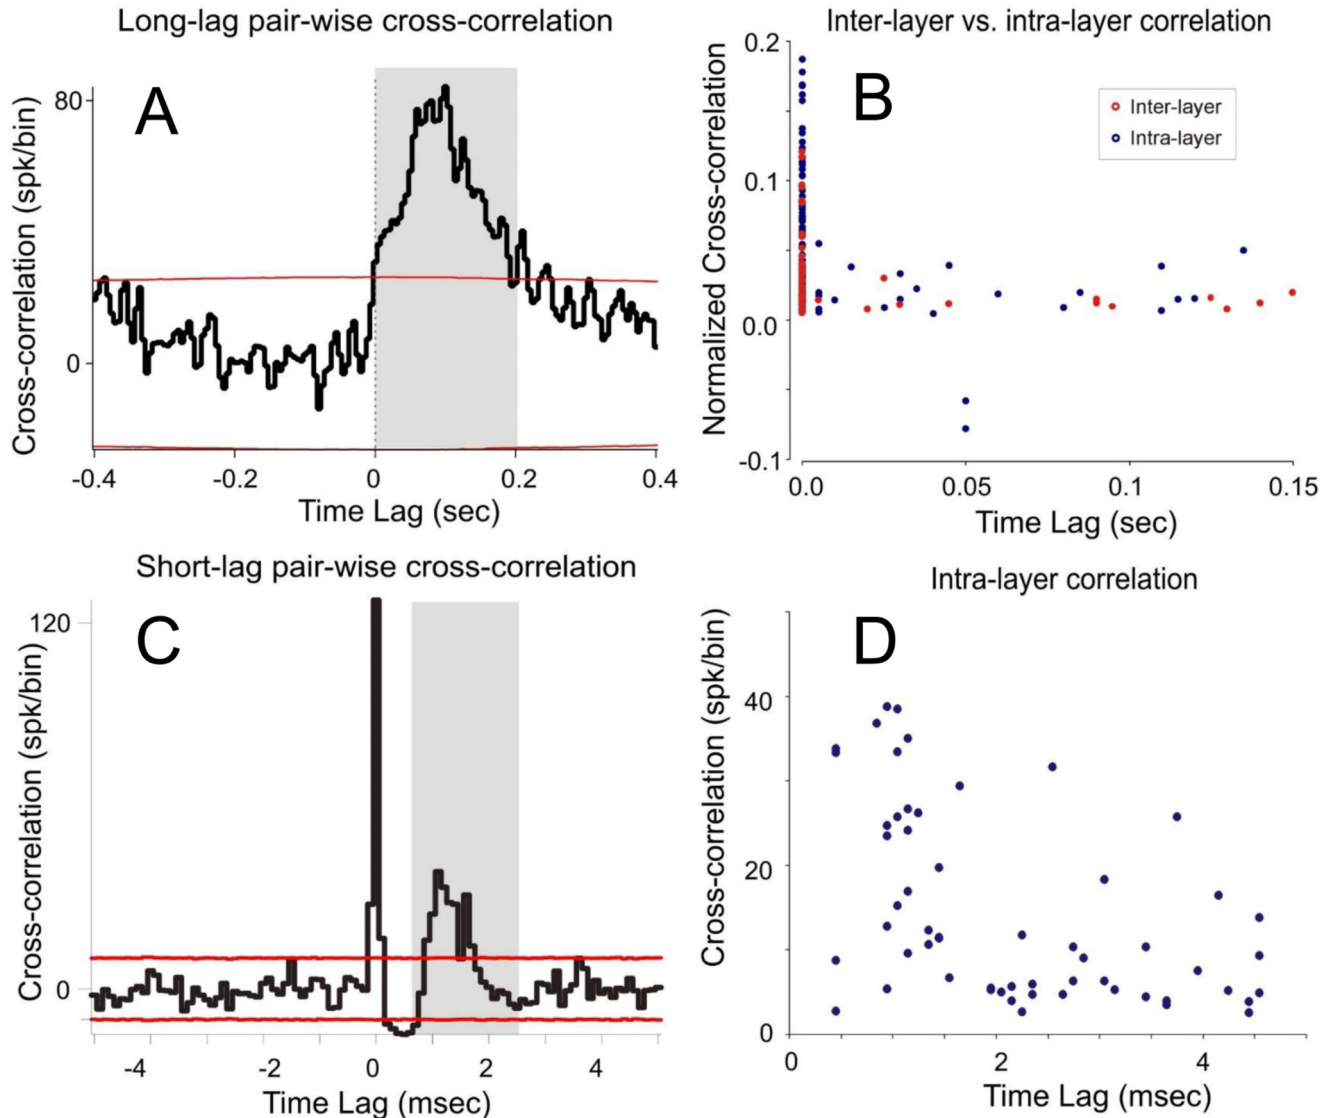 Long-lag pair-wise cross-correlation
A
Cross-correlation (spk/bin)
80
0
-0.4
-0.2
0
0.2
0.4
Time Lag (sec)
Inter-layer vs. intra-layer correlation
B
Normalized Cross-correlation
0.2
0.1
0.0
-0.1
Inter-layer
Intra-layer
0.0
0.05
0.1
0.15
Time Lag (sec)
Short-lag pair-wise cross-correlation
C
Cross-correlation (spk/bin)
120
0
-4
-2
0
2
4
Time Lag (msec)
Intra-layer correlation
D
Cross-correlation (spk/bin)
40
20
0
0
2
4
Time Lag (msec)